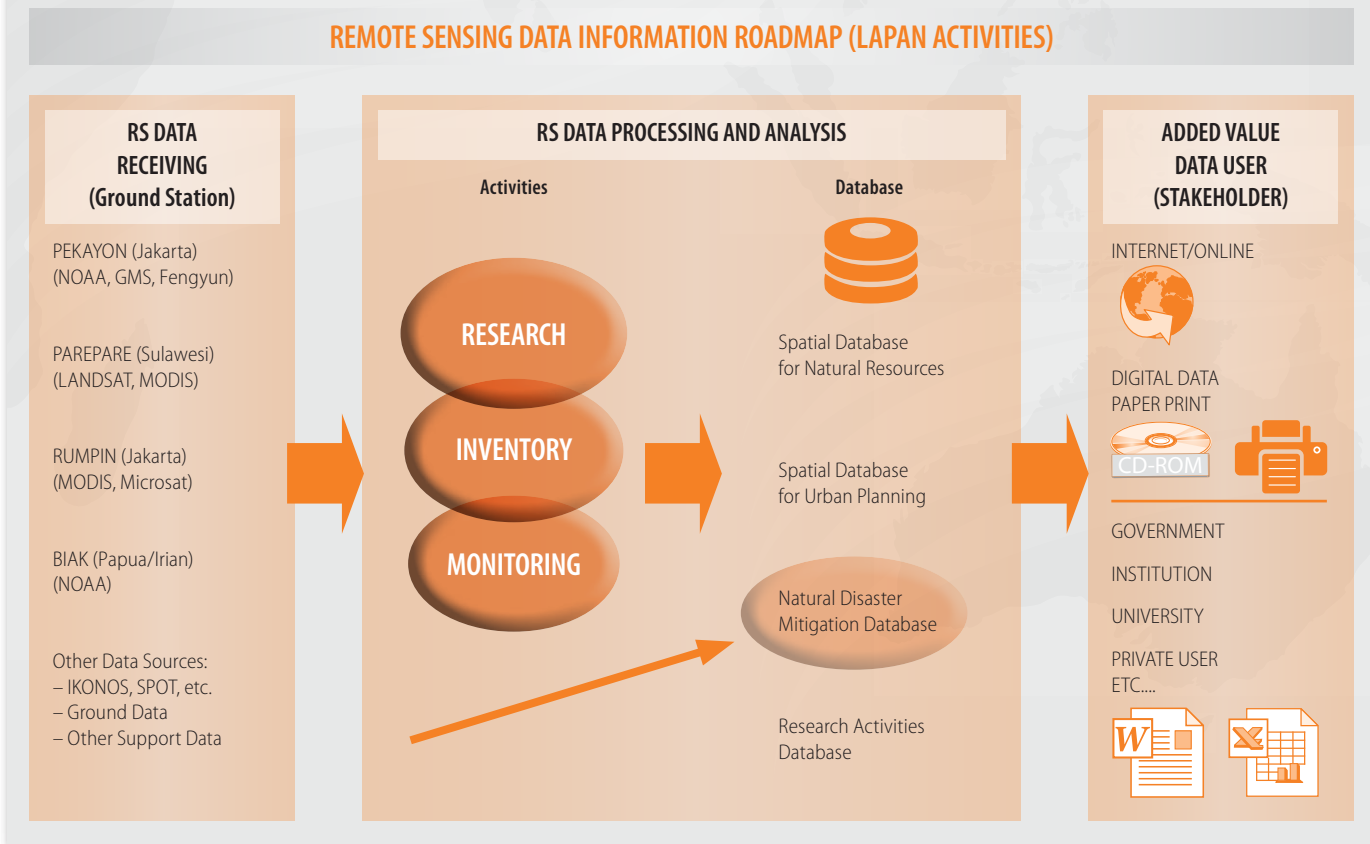 REMOTE SENSING DATA INFORMATION ROADMAP (LAPAN ACTIVITIES)
RS DATA
RECEIVING
(Ground Station)
PEKAYON (Jakarta)
(NOAA, GMS, Fengyun)
PAREPARE (Sulawesi)
(LANDSAT, MODIS)
RUMPIN (Jakarta)
(MODIS, Microsat)
BIAK (Papua/Irian)
(NOAA)
Other Data Sources:
– IKONOS, SPOT, etc.
– Ground Data
– Other Support Data
RS DATA PROCESSING AND ANALYSIS
Activities
RESEARCH
INVENTORY
MONITORING
Database
Spatial Database
for Natural Resources
Spatial Database
for Urban Planning
Natural Disaster
Mitigation Database
Research Activities
Database
ADDED VALUE
DATA USER
(STAKEHOLDER)
INTERNET/ONLINE
DIGITAL DATA
PAPER PRINT
CD-ROM
GOVERNMENT
INSTITUTION
UNIVERSITY
PRIVATE USER
ETC....
W
X